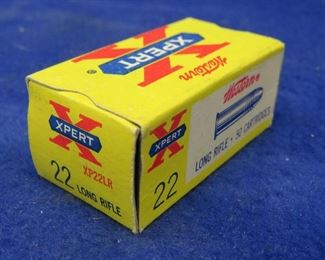 Western
X
XPERT
®
X
XPERT
XP22LR
22
LONG RIFLE
X
XPERT
22
Western
LONG RIFLE - 50 CARTRIDGES